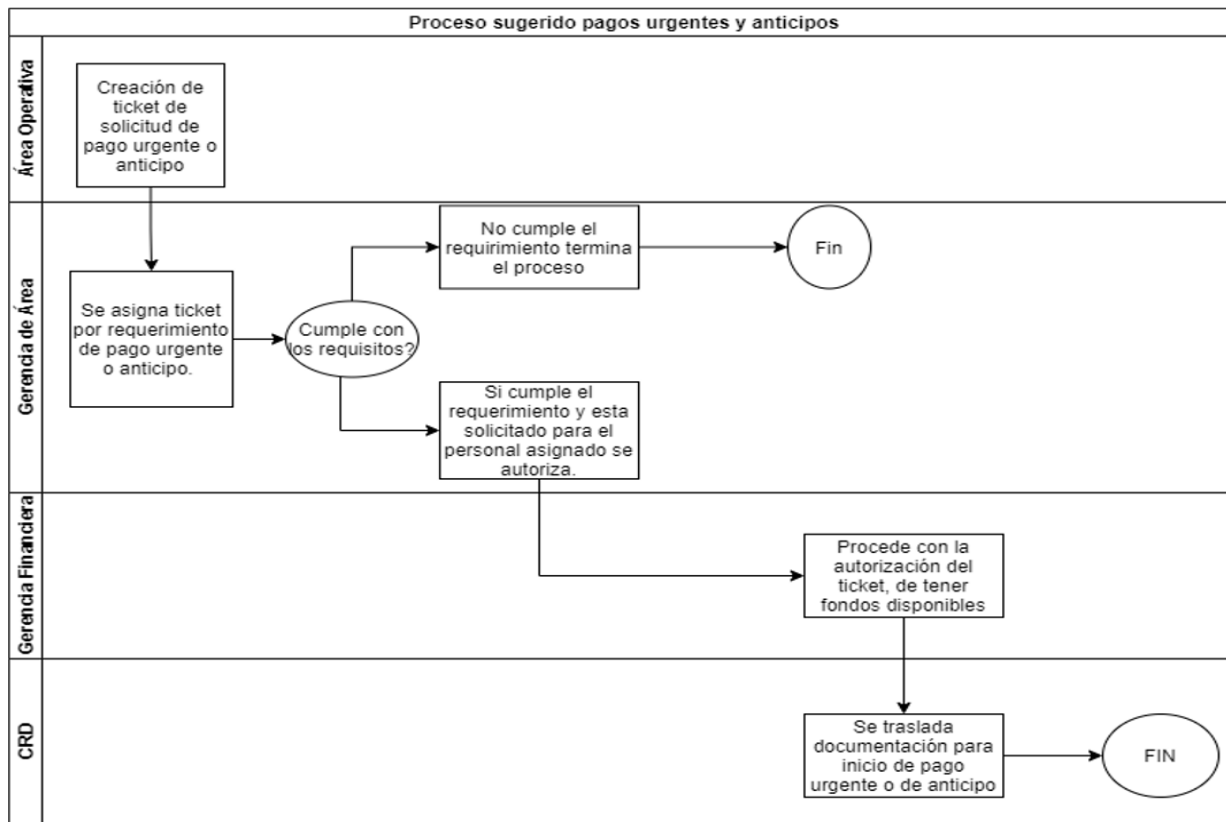 Proceso sugerido pagos urgentes y anticipos
Área Operativa
Creación de
ticket de
solicitud de
pago urgente o
anticipo
Gerencia de Área
Se asigna ticket
por requerimiento
de pago urgente
o anticipo.
Cumple con
los requisitos?
No cumple el
requirimiento termina
el proceso
Fin
Si cumple el
requerimiento y esta
solicitado para el
personal asignado se
autoriza.
Gerencia Financiera
Procede con la
autorización del
ticket, de tener
fondos disponibles
CRD
Se traslada
documentación para
inicio de pago
urgente o de anticipo
FIN